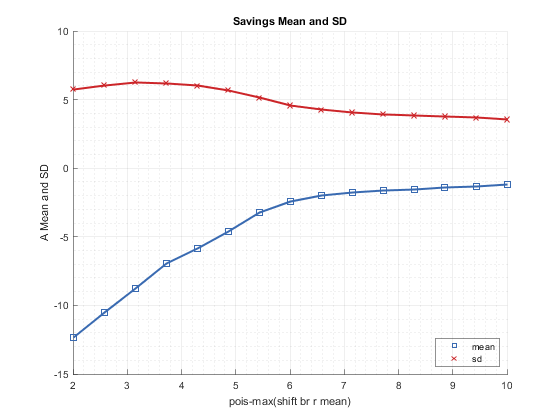 Savings Mean and SD
10
5
0
-5
-10
-15
A Mean and SD
2 3 4 5 6 7 8 9 10
pois-max(shift br r mean)
mean
sd